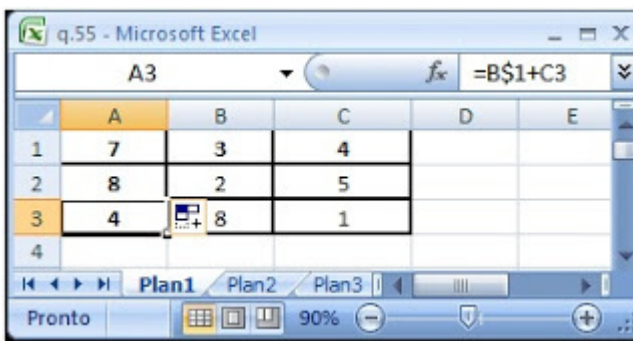 q.55 - Microsoft Excel
A3 fx =B$1+C3
A B C D E
1 7 3 4
2 8 2 5
3 4 8 1
4
Plan1 Plan2 Plan3
Pronto 90%